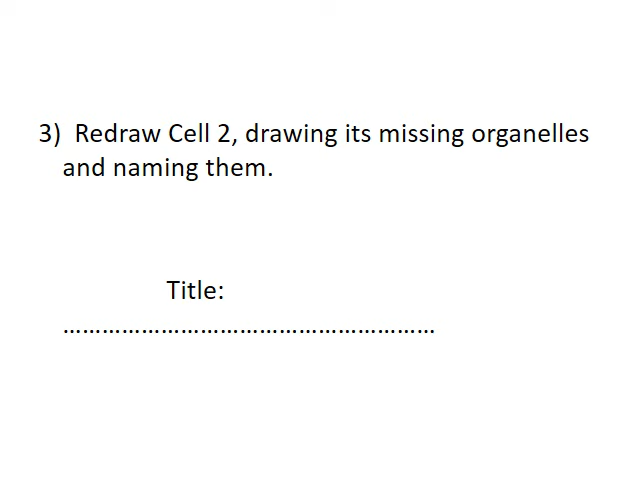 3) Redraw Cell 2, drawing its missing organelles
and naming them.
Title:
…………………………………………………